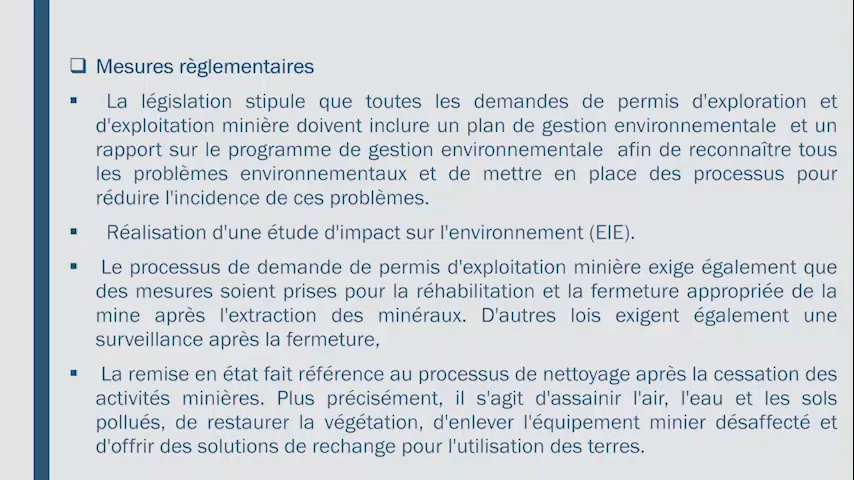 ❑ Mesures règlementaires
▪ La législation stipule que toutes les demandes de permis d'exploration et
d'exploitation minière doivent inclure un plan de gestion environnementale et un
rapport sur le programme de gestion environnementale afin de reconnaître tous
les problèmes environnementaux et de mettre en place des processus pour
réduire l'incidence de ces problèmes.
▪ Réalisation d'une étude d'impact sur l'environnement (EIE).
▪ Le processus de demande de permis d'exploitation minière exige également que
des mesures soient prises pour la réhabilitation et la fermeture appropriée de la
mine après l'extraction des minéraux. D'autres lois exigent également une
surveillance après la fermeture,
▪ La remise en état fait référence au processus de nettoyage après la cessation des
activités minières. Plus précisément, il s'agit d'assainir l'air, l'eau et les sols
pollués, de restaurer la végétation, d'enlever l'équipement minier désaffecté et
d'offrir des solutions de rechange pour l'utilisation des terres.